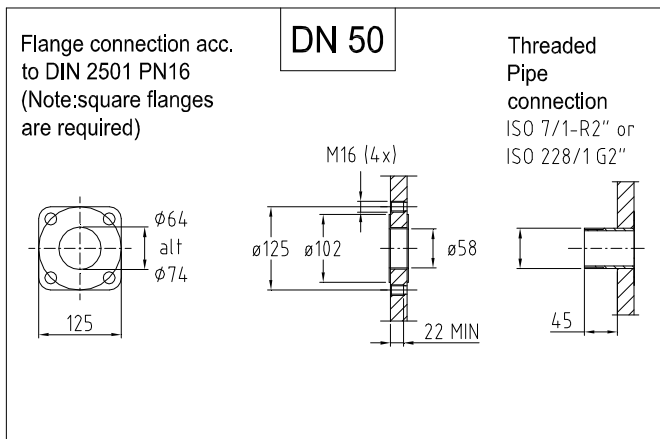 DN 50
Flange connection acc.
to DIN 2501 PN16
(Note:square flanges
are required)
Threaded
Pipe
connection
ISO 7/1-R2" or
ISO 228/1 G2"
M16 (4x)
Ø64
alt
Ø74
125
ø125
ø102
ø58
22 MIN
45